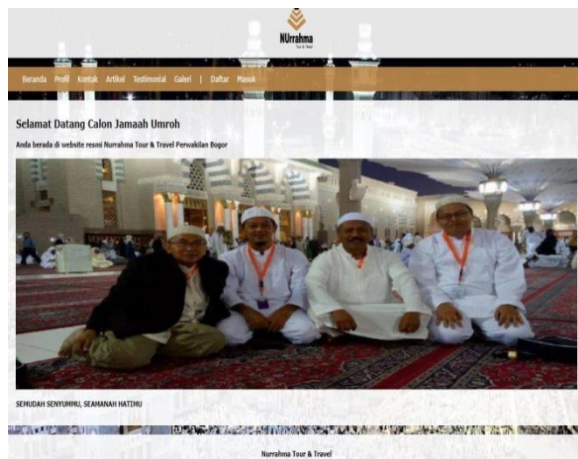 NUrrahma
Tour & Travel
Beranda Profil Kontak Artikel Testimonial Galeri | Daftar Masuk
Selamat Datang Calon Jamaah Umroh
Anda berada di website resmi Nurrahma Tour & Travel Perwakilan Bogor
SEMUDAH SENYUMMU, SEAMANAH HATIMU
Nurrahma Tour & Travel